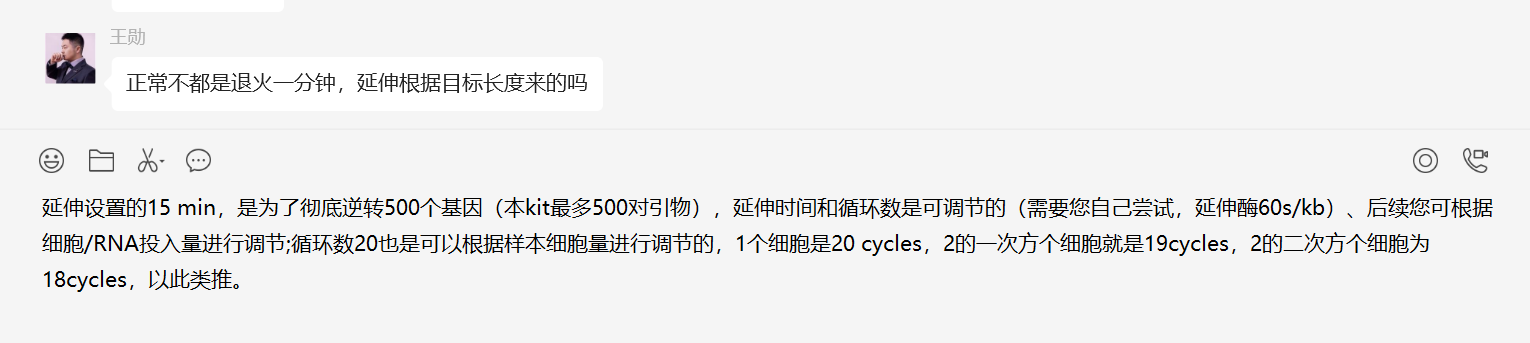 王勋
正常不都是退火一分钟，延伸根据目标长度来的吗
延伸设置的15 min，是为了彻底逆转500个基因（本kit最多500对引物），延伸时间和循环数是可调节的（需要您自己尝试，延伸酶60s/kb）、后续您可根据
细胞/RNA投入量进行调节;循环数20也是可以根据样本细胞量进行调节的，1个细胞是20 cycles，2的一次方个细胞就是19cycles，2的二次方个细胞为
18cycles，以此类推。